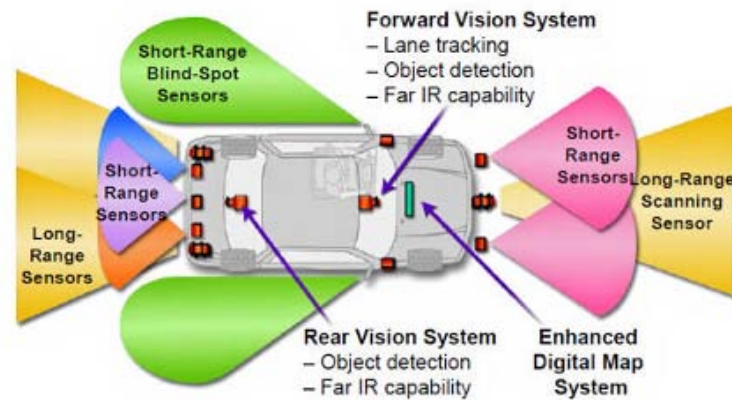 Forward Vision System
– Lane tracking
– Object detection
– Far IR capability
Short-Range
Blind-Spot
Sensors
Short-
Range
Sensors
Long-
Range
Sensors
Short-
Range
Sensors
Long-Range
Scanning
Sensor
Rear Vision System
– Object detection
– Far IR capability
Enhanced
Digital Map
System